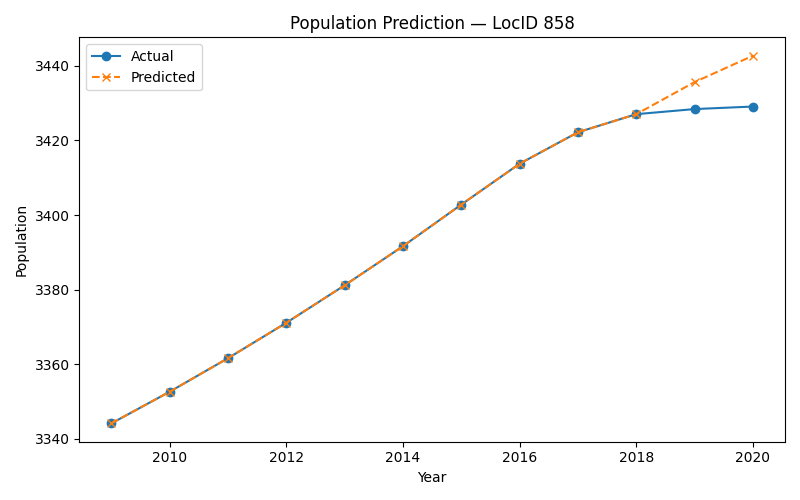 Population Prediction — LocID 858
Actual
Predicted
Population
3440
3420
3400
3380
3360
3340
2010 2012 2014 2016 2018 2020
Year